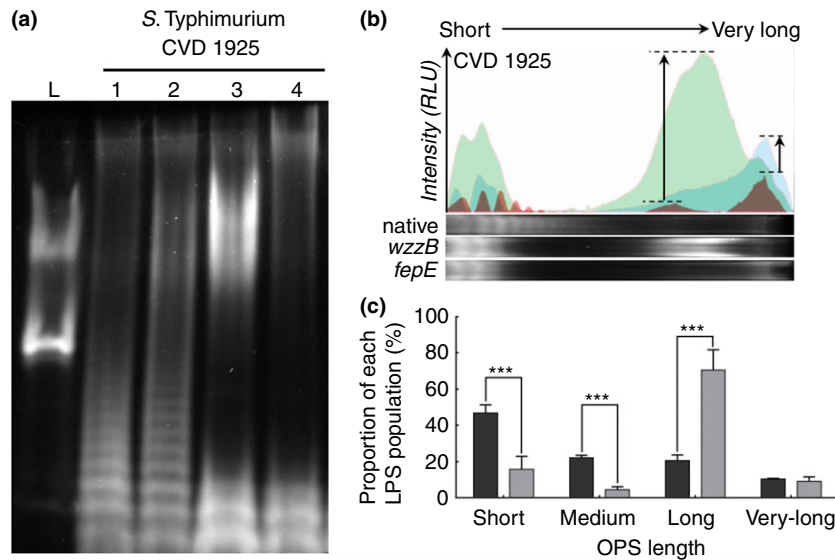 (a)
S. Typhimurium
CVD 1925
L 1 2 3 4
(b)
Short Very long
CVD 1925
Intensity (RLU)
native
wzzB
fepE
(c)
Proportion of each
LPS population (%)
100
80
60
40
20
0
***
***
***
Short Medium Long Very-long
OPS length